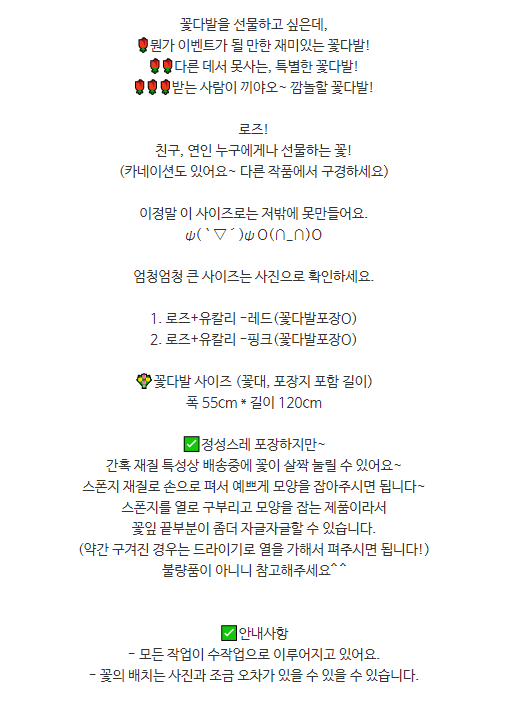 꽃다발을 선물하고 싶은데,
🌹뭔가 이벤트가 될 만한 재미있는 꽃다발!
🌹🌹다른 데서 못사는, 특별한 꽃다발!
🌹🌹🌹받는 사람이 끼야오~ 깜놀할 꽃다발!
로즈!
친구, 연인 누구에게나 선물하는 꽃!
(카네이션도 있어요~ 다른 작품에서 구경하세요)
이정말 이 사이즈로는 저밖에 못만들어요.
ψ(｀▽´)ψO(∩_∩)O
엄청엄청 큰 사이즈는 사진으로 확인하세요.
1. 로즈+유칼리 -레드(꽃다발포장O)
2. 로즈+유칼리 -핑크(꽃다발포장O)
💐꽃다발 사이즈 (꽃대, 포장지 포함 길이)
폭 55cm * 길이 120cm
✅정성스레 포장하지만~
간혹 재질 특성상 배송중에 꽃이 살짝 눌릴 수 있어요~
스폰지 재질로 손으로 펴서 예쁘게 모양을 잡아주시면 됩니다~
스폰지를 열로 구부리고 모양을 잡는 제품이라서
꽃잎 끝부분이 좀더 자글자글할 수 있습니다.
(약간 구겨진 경우는 드라이기로 열을 가해서 펴주시면 됩니다!)
불량품이 아니니 참고해주세요^^
✅안내사항
- 모든 작업이 수작업으로 이루어지고 있어요.
- 꽃의 배치는 사진과 조금 오차가 있을 수 있을 수 있습니다.